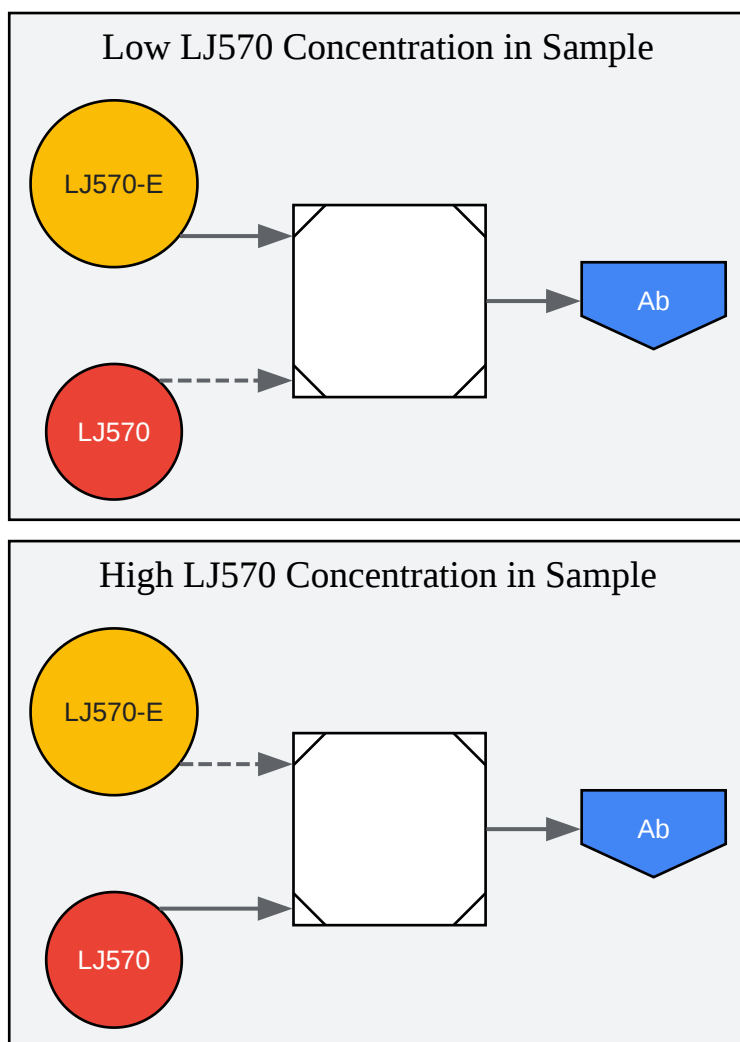 Low LJ570 Concentration in Sample
LJ570-E
Ab
LJ570
High LJ570 Concentration in Sample
LJ570-E
Ab
LJ570